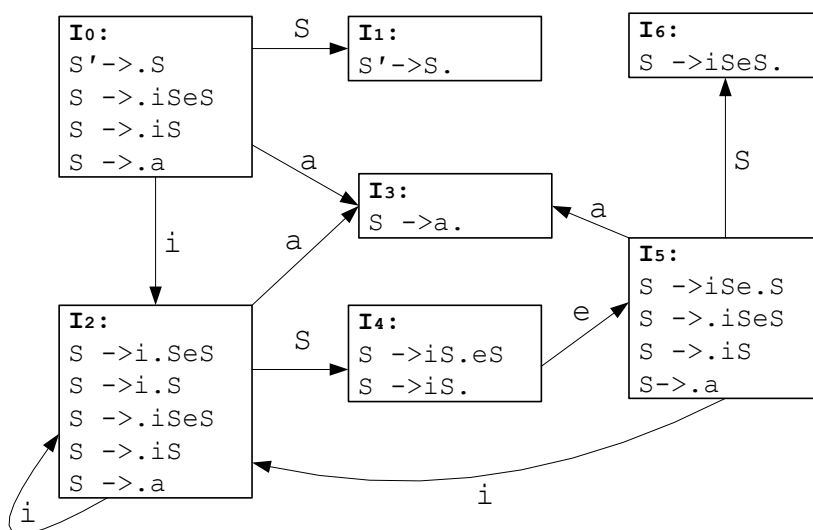 I0:
S'->.S
S ->.iSeS
S ->.iS
S ->.a
S
I1:
S'->S.
I6:
S ->iSeS.
a
I3:
S ->a.
a
a
S
i
I5:
S ->iSe.S
S ->.iSeS
S ->.iS
S->.a
I2:
S ->i.SeS
S ->i.S
S ->.iSeS
S ->.iS
S ->.a
S
I4:
S ->iS.eS
S ->iS.
e
i
i